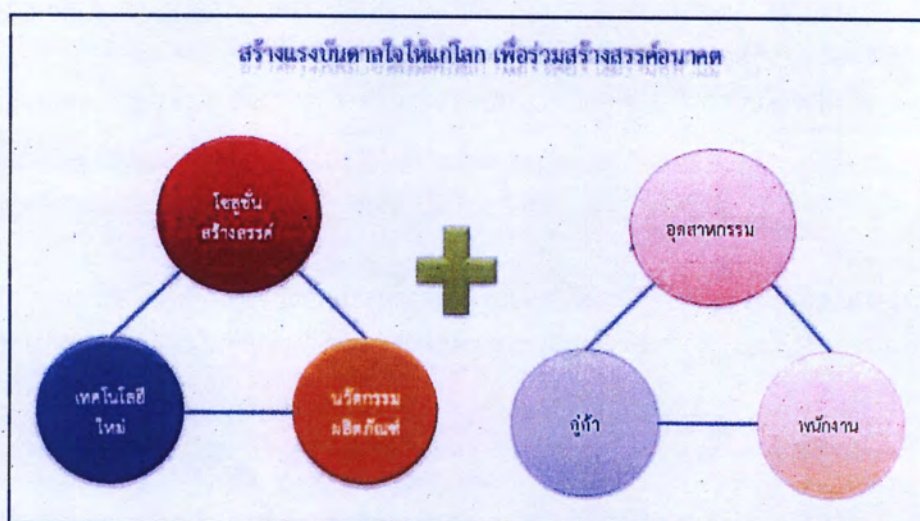 สร้างแรงบันดาลใจให้แก่โลก เพื่อร่วมสร้างสรรค์อนาคต
โซลูชั่น
สร้างสรรค์
อุตสาหกรรม
เทคโนโลยี
ใหม่
นวัตกรรม
ผลิตภัณฑ์
คู่ค้า
พนักงาน